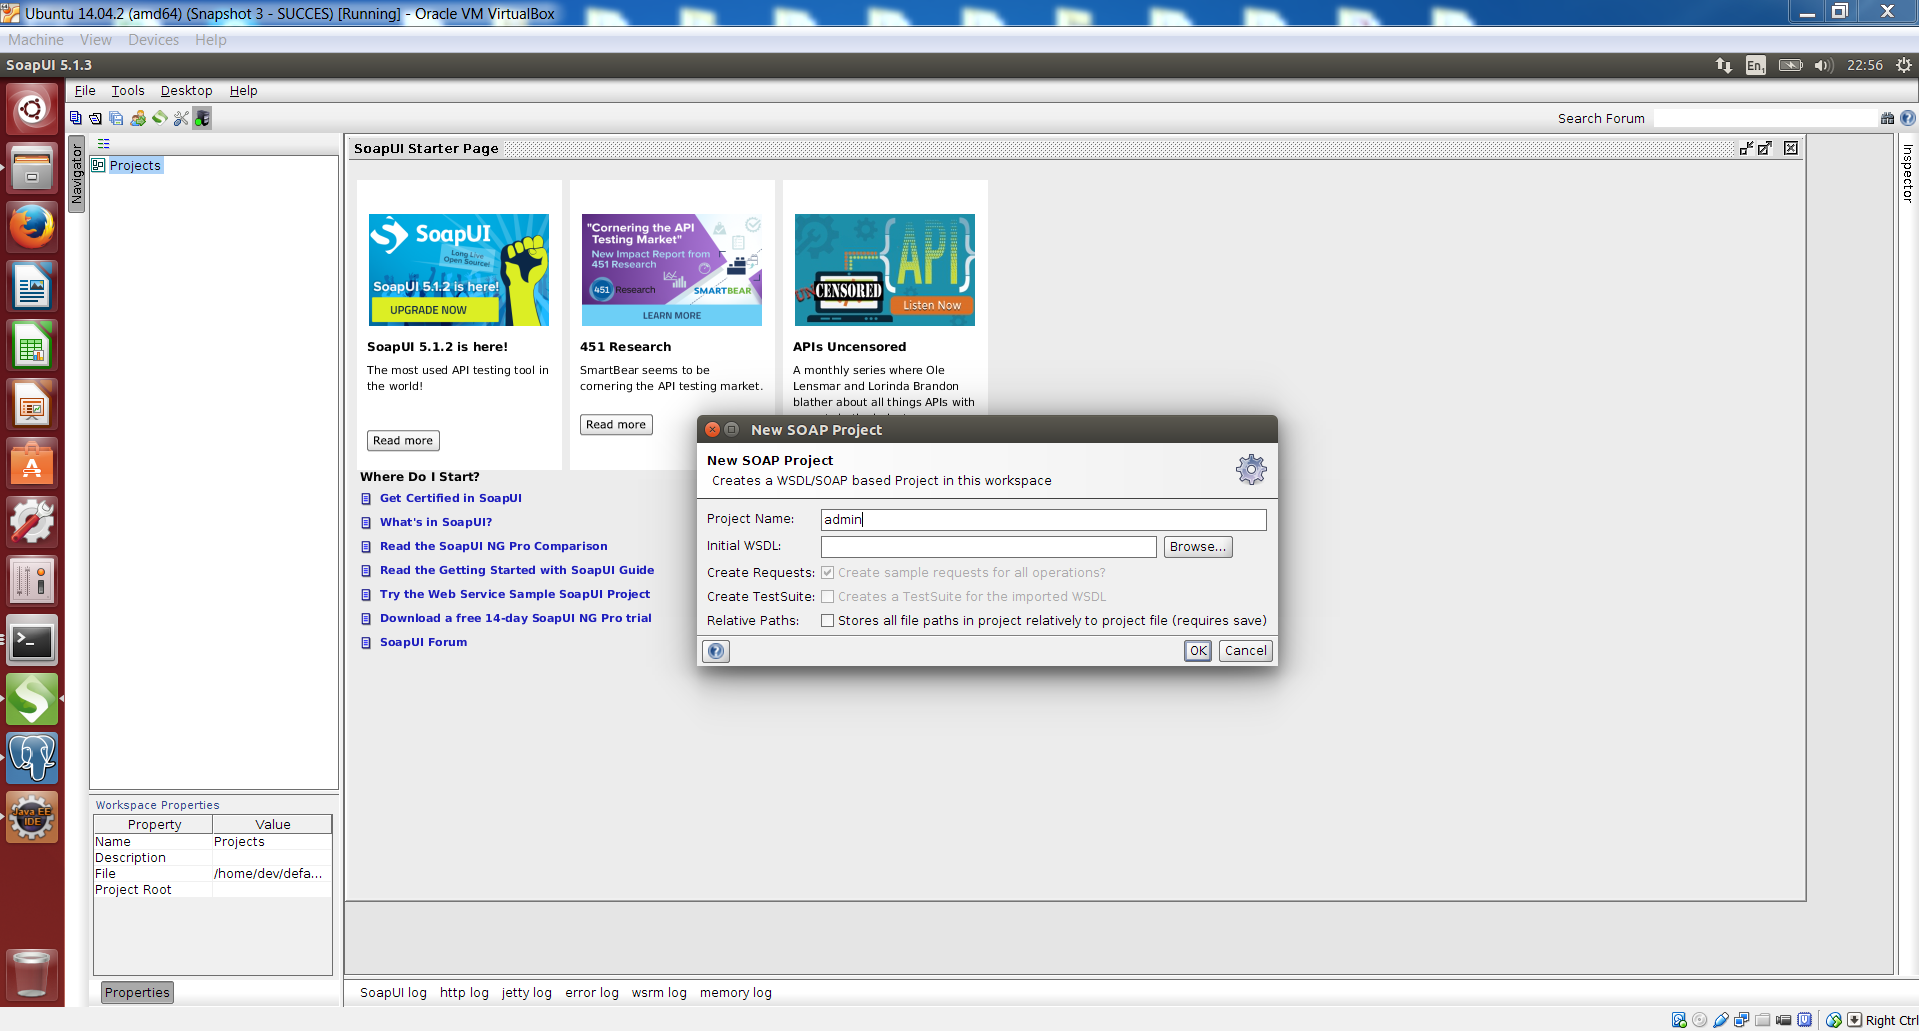 Ubuntu 14.04.2 (amd64) (Snapshot 3 - SUCCES) [Running] - Oracle VM VirtualBox
Machine View Devices Help
SoapUI 5.1.3
En1
22:56
File Tools Desktop Help
Search Forum
Navigator
Projects
Inspector
SoapUI Starter Page
SoapUI
Long Live
Open Source!
SoapUI 5.1.2 is here!
UPGRADE NOW
SoapUI 5.1.2 is here!
The most used API testing tool in
the world!
Read more
"Cornering the API
Testing Market"
New Impact Report from
451 Research
451 Research
SMARTBEAR
LEARN MORE
451 Research
SmartBear seems to be
cornering the API testing market.
Read more
{API}
UNCENSORED
Listen Now
APIs Uncensored
A monthly series where Ole
Lensmar and Lorinda Brandon
blather about all things APIs with
Where Do I Start?
Get Certified in SoapUI
What's in SoapUI?
Read the SoapUI NG Pro Comparison
Read the Getting Started with SoapUI Guide
Try the Web Service Sample SoapUI Project
Download a free 14-day SoapUI NG Pro trial
SoapUI Forum
New SOAP Project
New SOAP Project
Creates a WSDL/SOAP based Project in this workspace
Project Name: admin
Initial WSDL: Browse...
Create Requests: Create sample requests for all operations?
Create TestSuite: Creates a TestSuite for the imported WSDL
Relative Paths: Stores all file paths in project relatively to project file (requires save)
OK Cancel
Java EE
IDE
Workspace Properties
Property Value
Name Projects
Description
File /home/dev/defa...
Project Root
Properties
SoapUI log http log jetty log error log wsrm log memory log
Right Ctrl